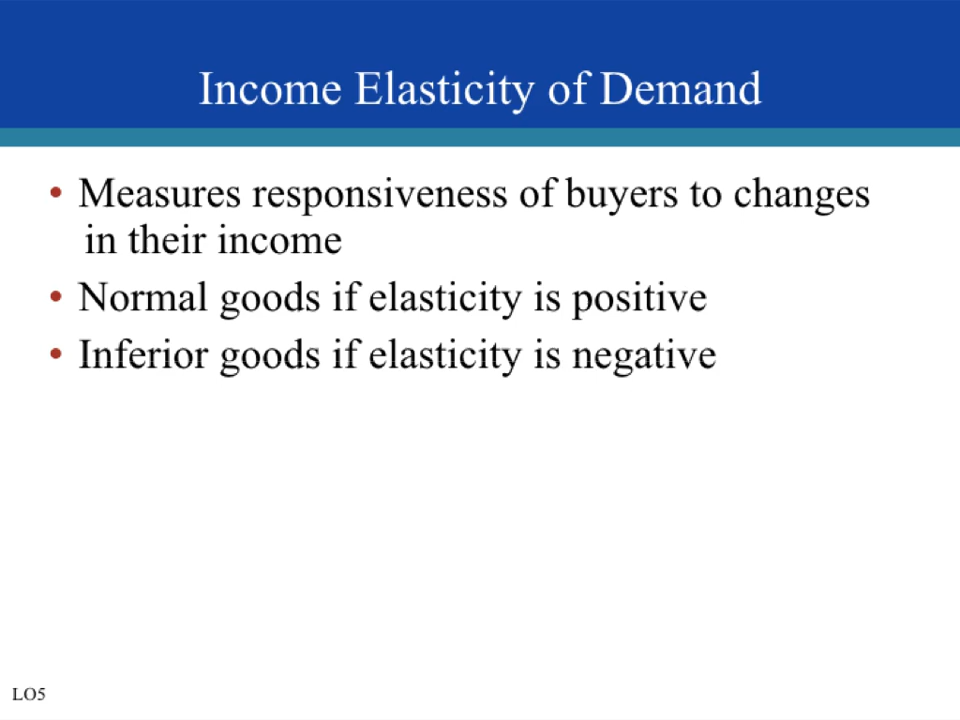 Income Elasticity of Demand
• Measures responsiveness of buyers to changes
in their income
• Normal goods if elasticity is positive
• Inferior goods if elasticity is negative
LO5